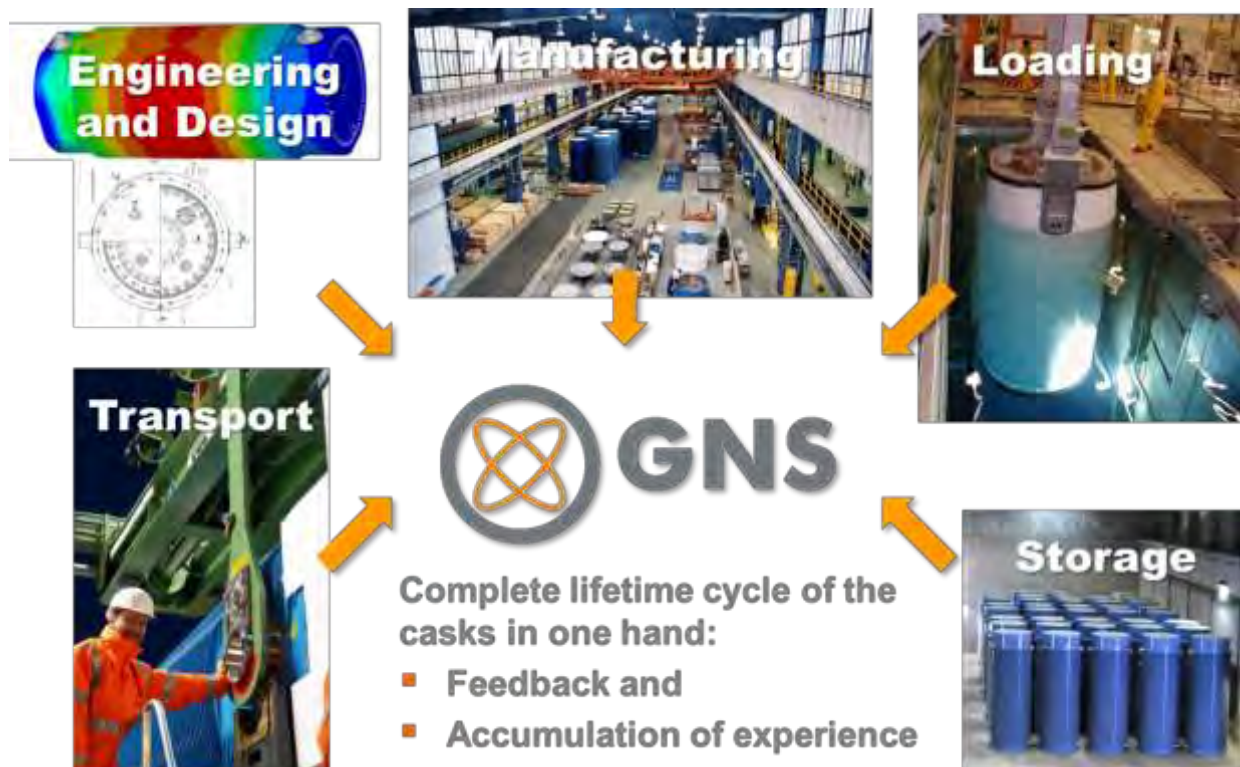 Engineering
and Design
Manufacturing
Loading
Transport
GNS
Storage
Complete lifetime cycle of the
casks in one hand:
▪ Feedback and
▪ Accumulation of experience